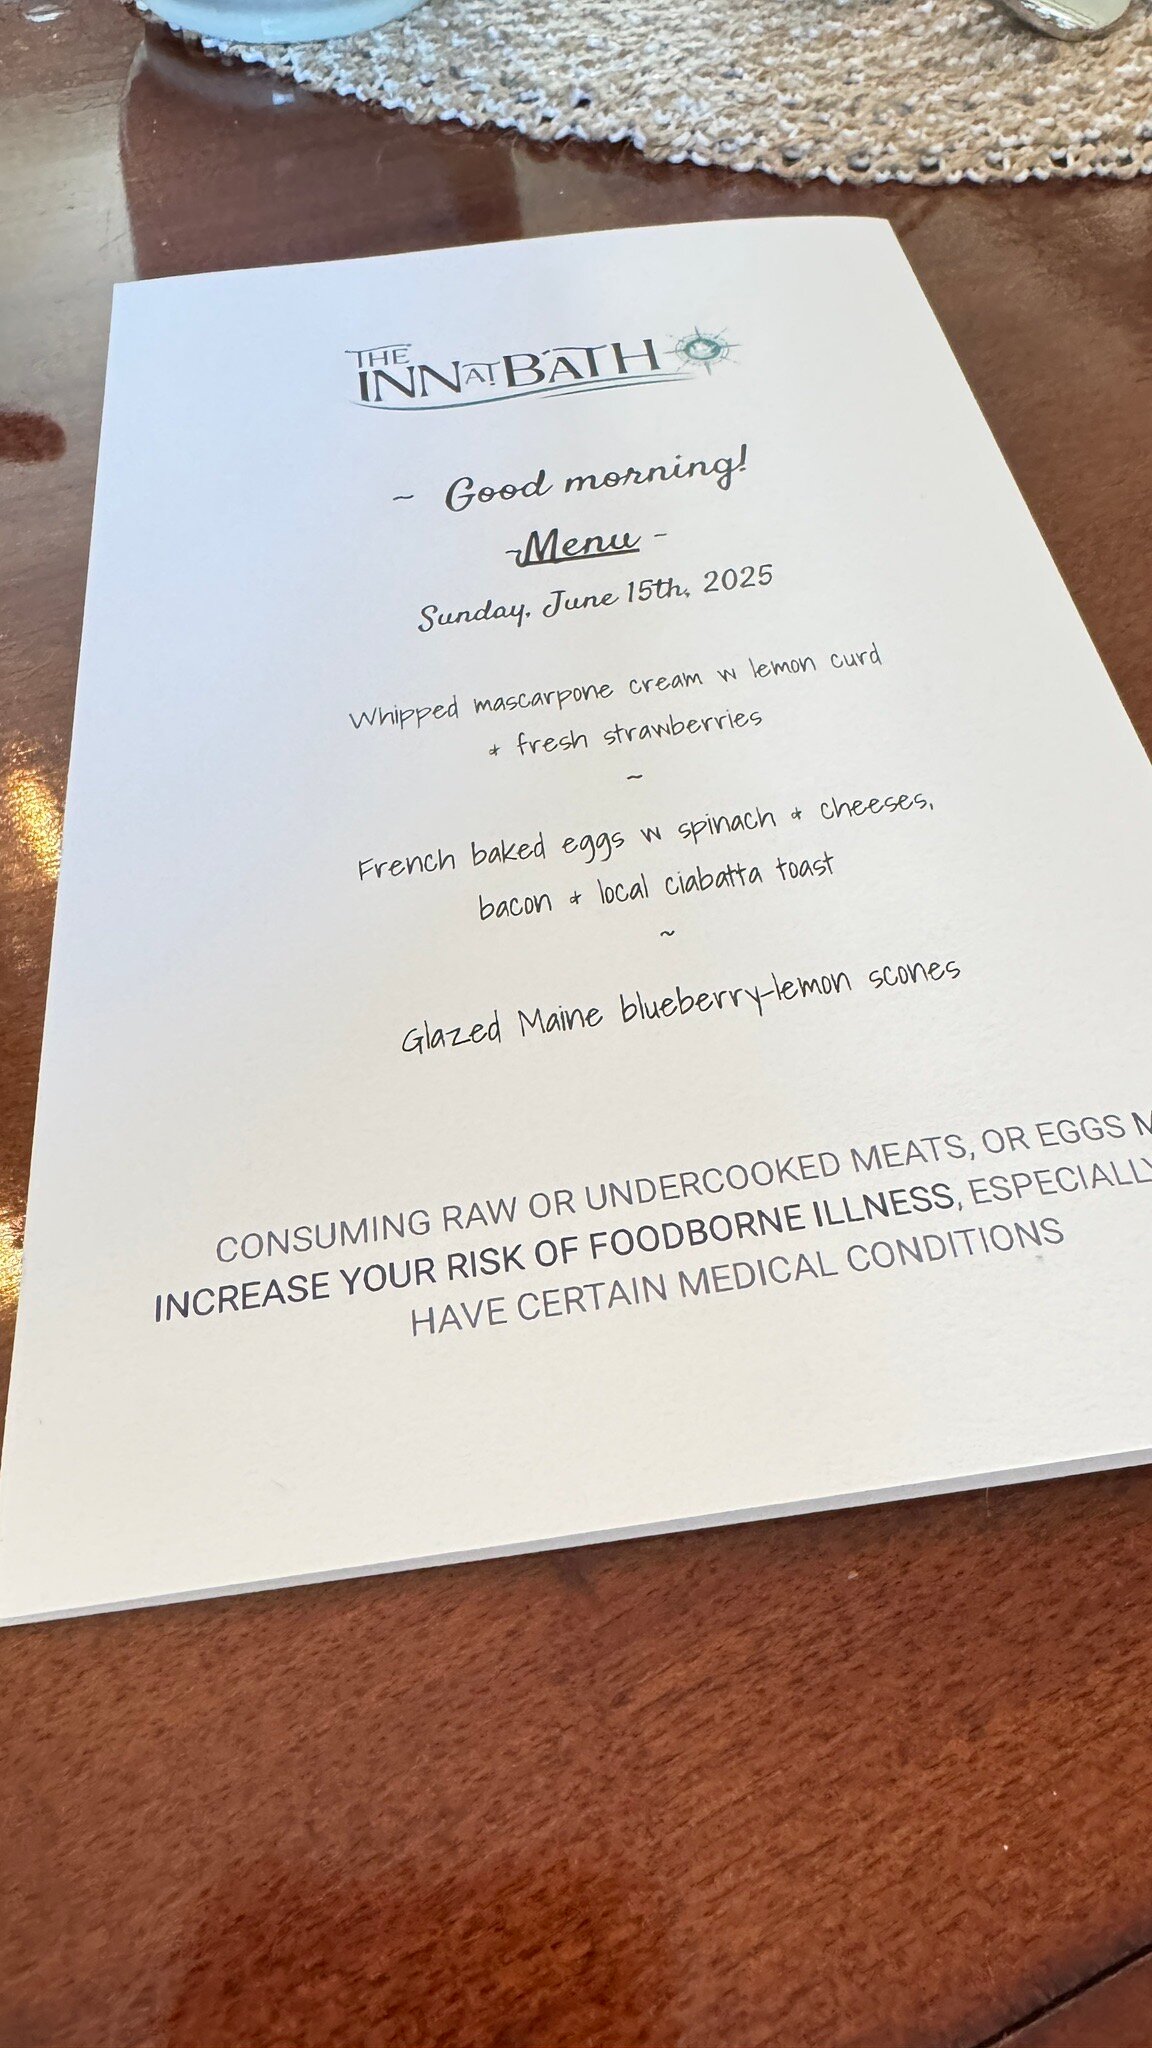 THE
INN AT BATH
~ Good morning!
~Menu ~
Sunday, June 15th, 2025
Whipped mascarpone cream w lemon curd
+ fresh strawberries
~
French baked eggs w spinach + cheeses,
bacon + local ciabatta toast
~
Glazed Maine blueberry-lemon scones
CONSUMING RAW OR UNDERCOOKED MEATS, OR EGGS
INCREASE YOUR RISK OF FOODBORNE ILLNESS, ESPECIALLY
HAVE CERTAIN MEDICAL CONDITIONS